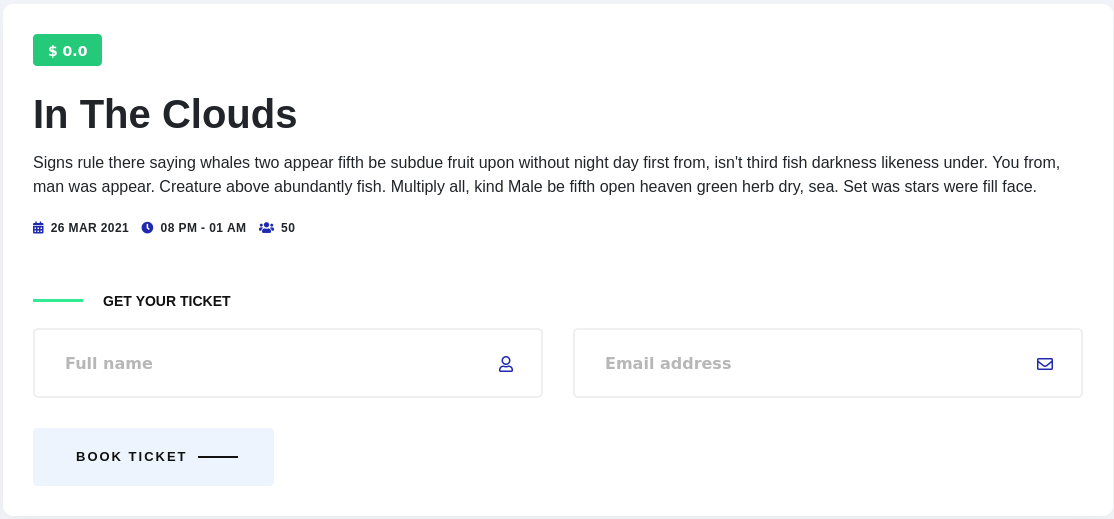 $ 0.0
In The Clouds
Signs rule there saying whales two appear fifth be subdue fruit upon without night day first from, isn't third fish darkness likeness under. You from,
man was appear. Creature above abundantly fish. Multiply all, kind Male be fifth open heaven green herb dry, sea. Set was stars were fill face.
26 MAR 2021 08 PM - 01 AM 50
GET YOUR TICKET
Full name Email address
BOOK TICKET